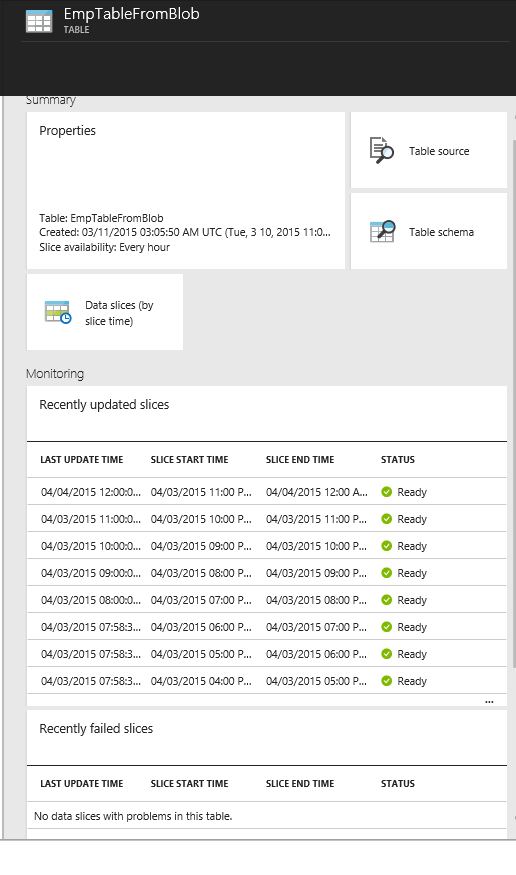 EmpTableFromBlob
TABLE
Summary
Properties
Table: EmpTableFromBlob
Created: 03/11/2015 03:05:50 AM UTC (Tue, 3 10, 2015 11:0...
Slice availability: Every hour
Table source
Table schema
Data slices (by
slice time)
Monitoring
Recently updated slices
LAST UPDATE TIME SLICE START TIME SLICE END TIME STATUS
04/04/2015 12:00:0... 04/03/2015 11:00 P... 04/04/2015 12:00 A... Ready
04/03/2015 11:00:0... 04/03/2015 10:00 P... 04/03/2015 11:00 P... Ready
04/03/2015 10:00:0... 04/03/2015 09:00 P... 04/03/2015 10:00 P... Ready
04/03/2015 09:00:0... 04/03/2015 08:00 P... 04/03/2015 09:00 P... Ready
04/03/2015 08:00:0... 04/03/2015 07:00 P... 04/03/2015 08:00 P... Ready
04/03/2015 07:58:3... 04/03/2015 06:00 P... 04/03/2015 07:00 P... Ready
04/03/2015 07:58:3... 04/03/2015 05:00 P... 04/03/2015 06:00 P... Ready
04/03/2015 07:58:3... 04/03/2015 04:00 P... 04/03/2015 05:00 P... Ready
...
Recently failed slices
LAST UPDATE TIME SLICE START TIME SLICE END TIME STATUS
No data slices with problems in this table.